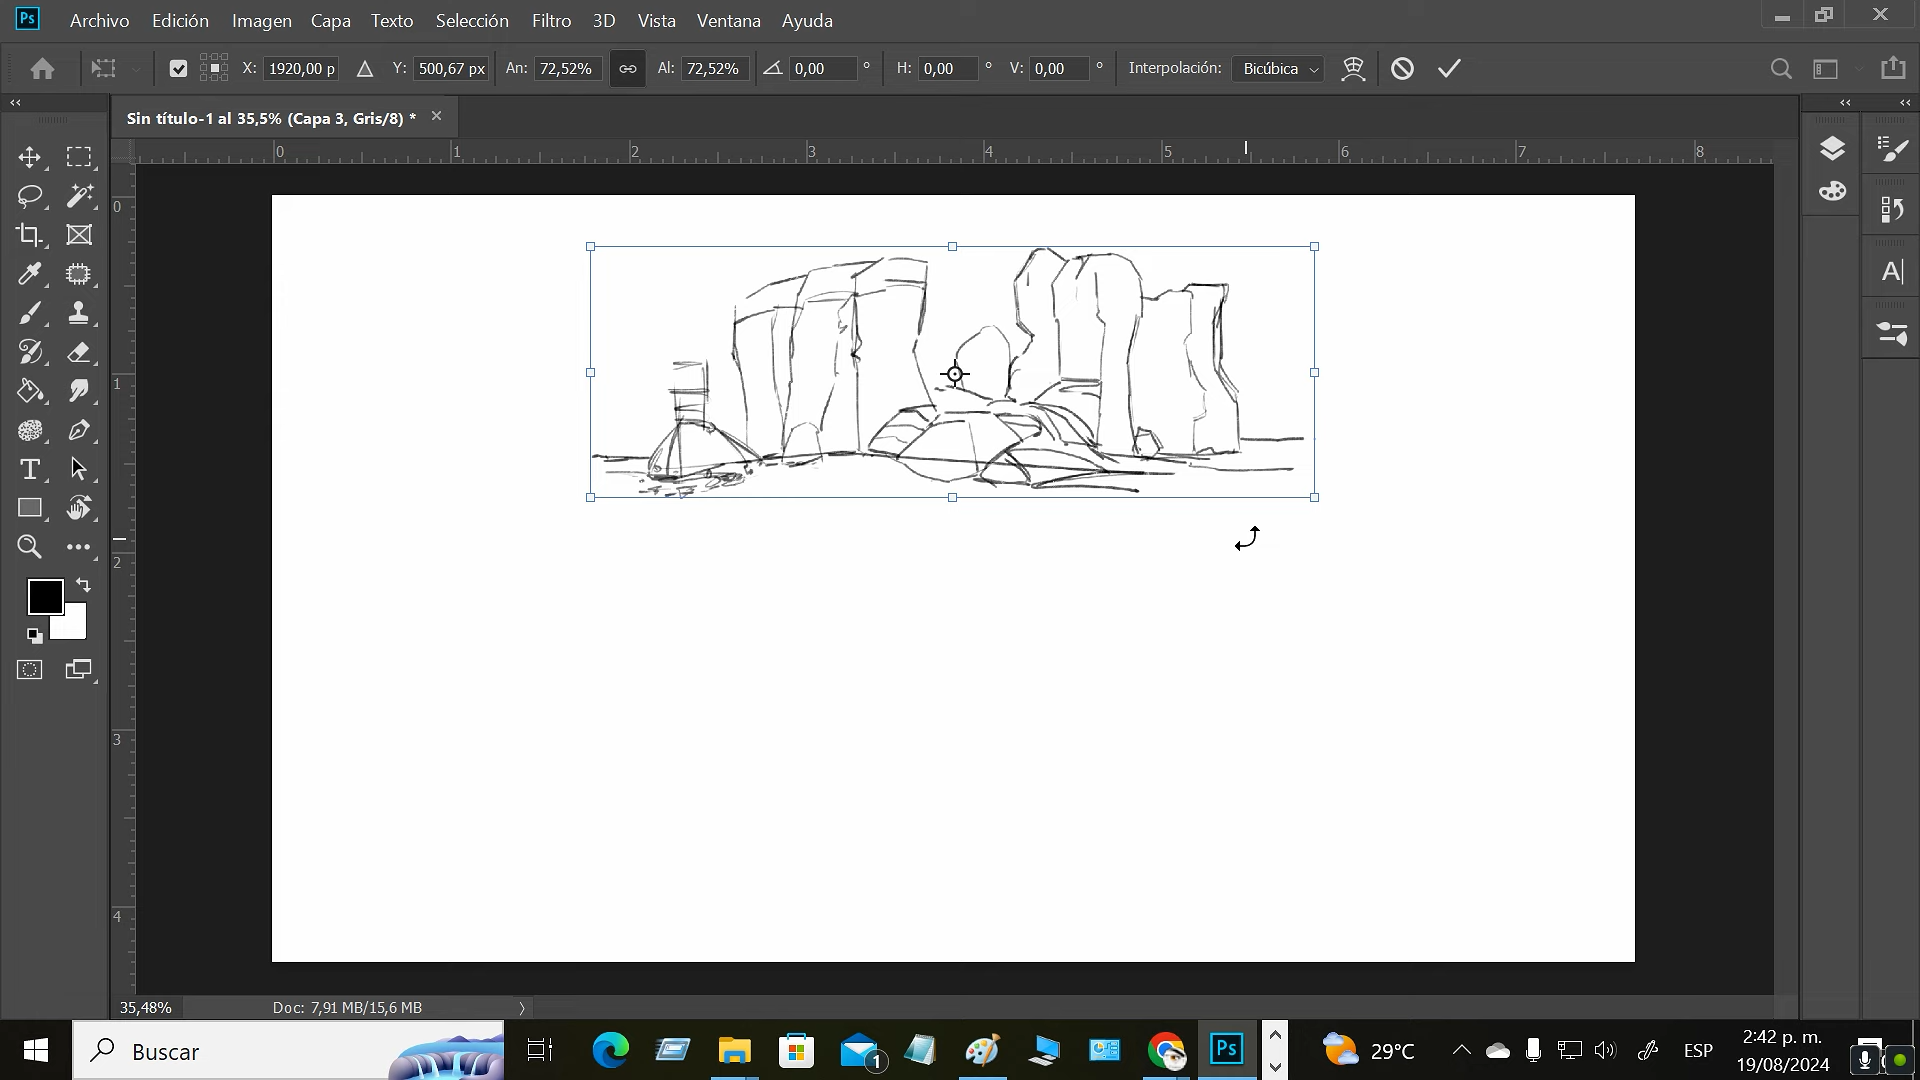 Ps Archivo Edición Imagen Capa Texto Selección Filtro 3D Vista Ventana Ayuda
X: 1920,00 p Y: 500,67 px An: 72,52% Al: 72,52% 0,00 ° H: 0,00 ° V: 0,00 ° Interpolación: Bicúbica
Sin título-1 al 35,5% (Capa 3, Gris/8) *
0 1 2 3 4 5 6 7 8
0
1
2
3
4
35,48% Doc: 7,91 MB/15,6 MB
Buscar 1 Ps 29°C ESP 2:42 p. m.
19/08/2024